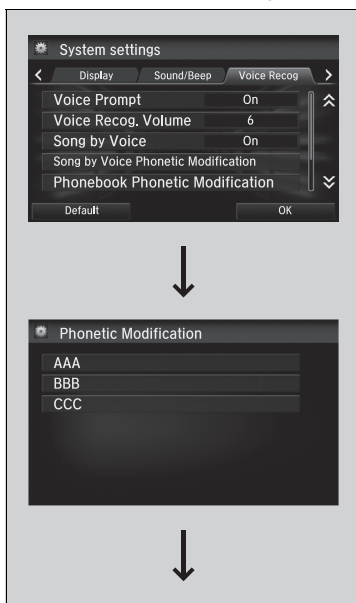 System settings
Display Sound/Beep Voice Recog
Voice Prompt On
Voice Recog. Volume 6
Song by Voice On
Song by Voice Phonetic Modification
Phonebook Phonetic Modification
Default OK
Phonetic Modification
AAA
BBB
CCC